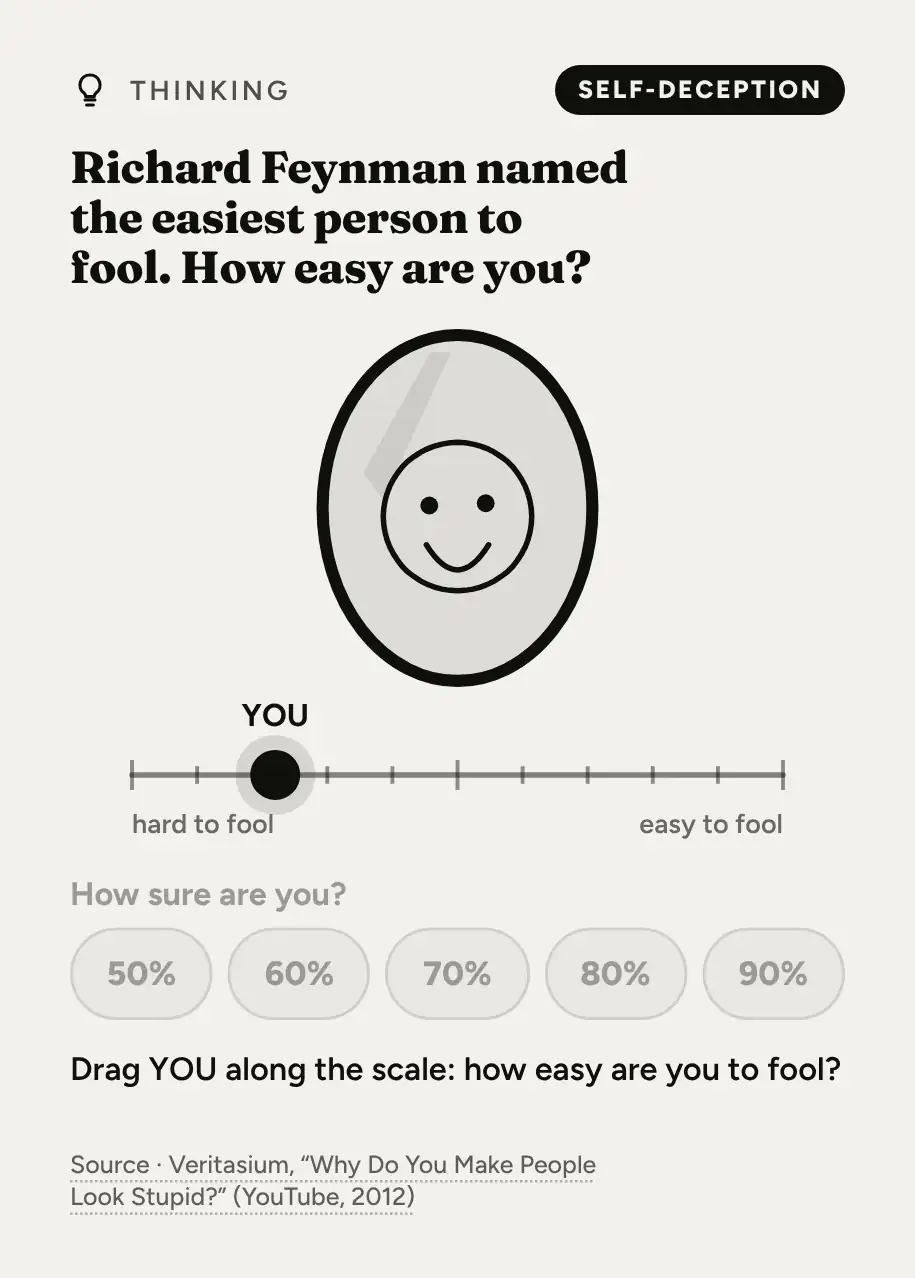 THINKING
SELF-DECEPTION
Richard Feynman named
the easiest person to
fool. How easy are you?
YOU
hard to fool
easy to fool
How sure are you?
50%
60%
70%
80%
90%
Drag YOU along the scale: how easy are you to fool?
Source · Veritasium, “Why Do You Make People
Look Stupid?” (YouTube, 2012)